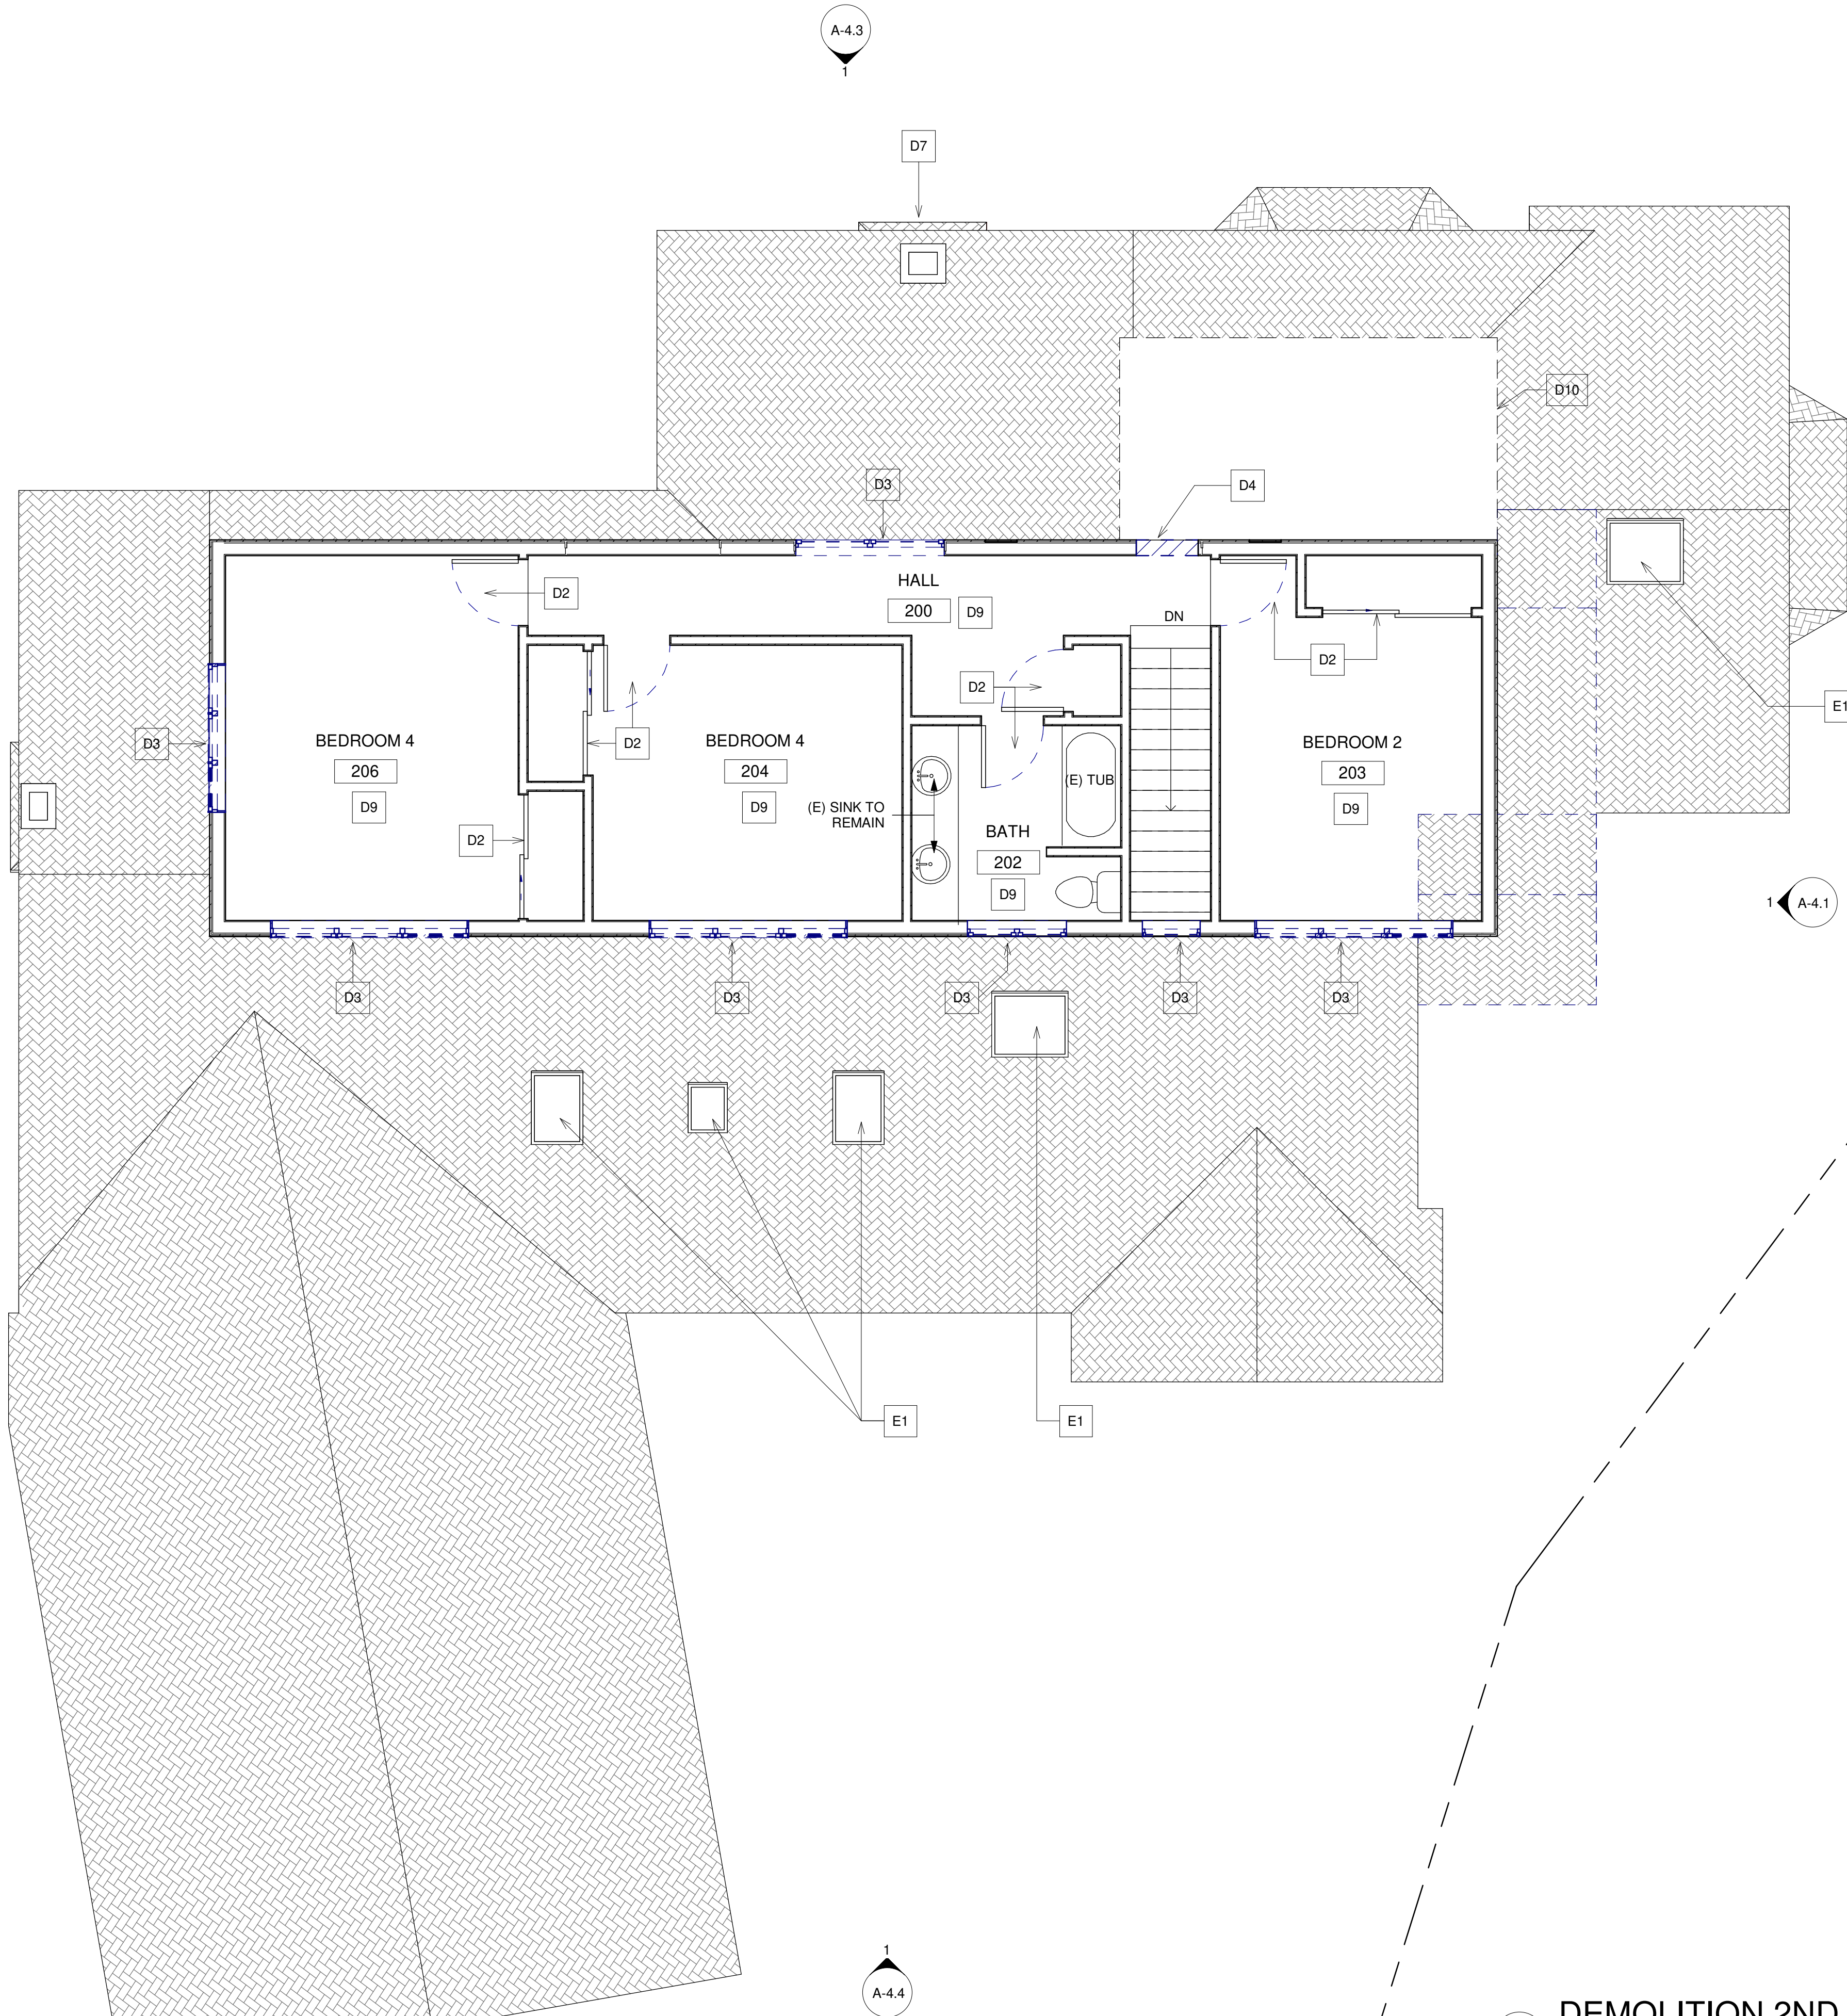 A-4.3
1
D7
D10
D3
D4
HALL
200
D9
D2
DN
D2
D2
E1
D3
BEDROOM 4
206
D9
D2
D2
BEDROOM 4
204
D9
(E) SINK TO
REMAIN
(E) TUB
BATH
202
D9
BEDROOM 2
203
D9
1
A-4.1
D3
D3
D3
D3
D3
E1
E1
1
A-4.4
DEMOLITION 2ND